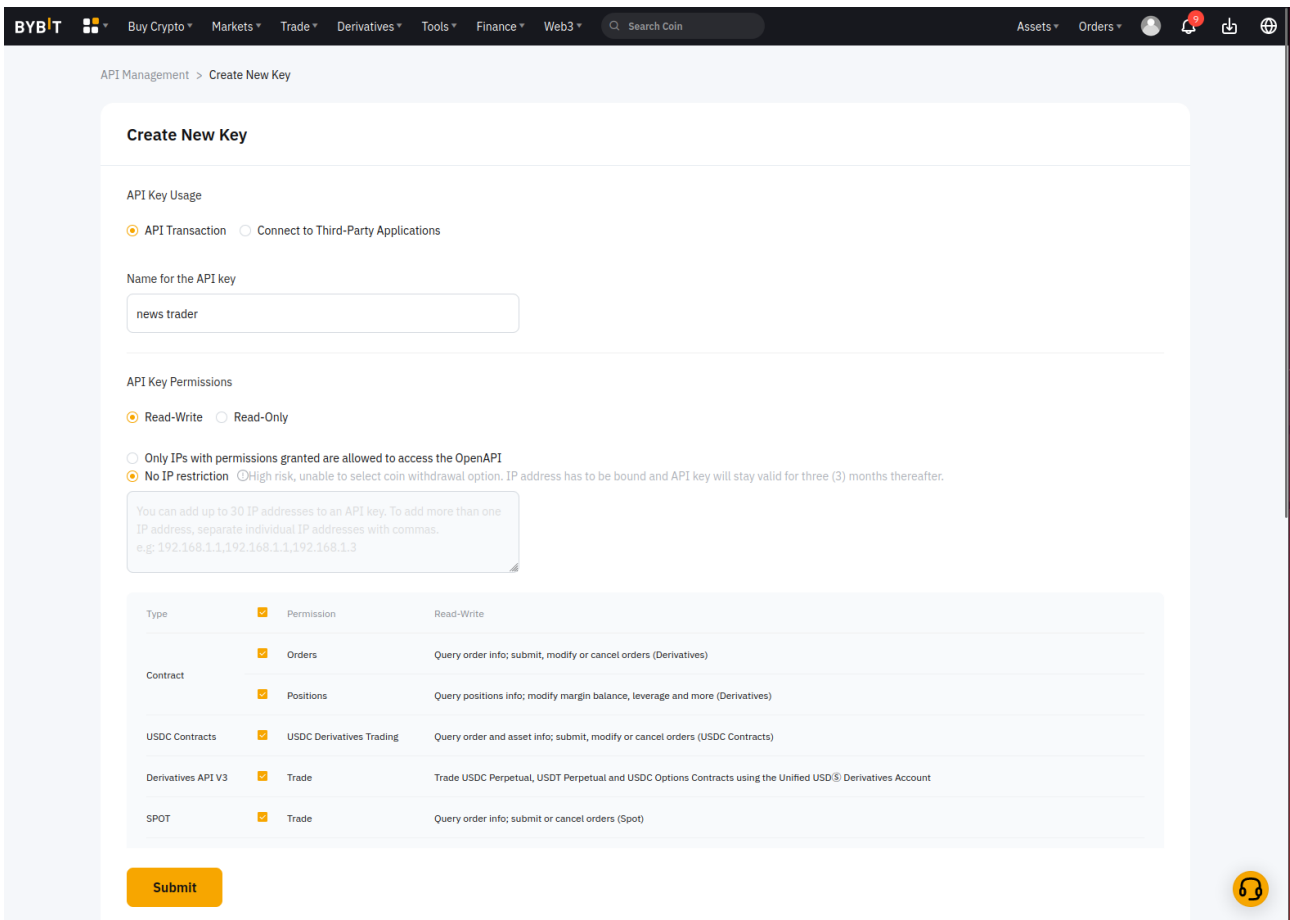 BYBIT Buy Crypto Markets Trade Derivatives Tools Finance Web3 Search Coin Assets Orders 9
API Management > Create New Key
Create New Key
API Key Usage
API Transaction Connect to Third-Party Applications
Name for the API key
news trader
API Key Permissions
Read-Write Read-Only
Only IPs with permissions granted are allowed to access the OpenAPI
No IP restriction High risk, unable to select coin withdrawal option. IP address has to be bound and API key will stay valid for three (3) months thereafter.
You can add up to 30 IP addresses to an API key. To add more than one
IP address, separate individual IP addresses with commas.
e.g: 192.168.1.1,192.168.1.1,192.168.1.3
Type Permission Read-Write
Contract
Orders Query order info; submit, modify or cancel orders (Derivatives)
Positions Query positions info; modify margin balance, leverage and more (Derivatives)
USDC Contracts USDC Derivatives Trading Query order and asset info; submit, modify or cancel orders (USDC Contracts)
Derivatives API V3 Trade Trade USDC Perpetual, USDT Perpetual and USDC Options Contracts using the Unified USDⓈ Derivatives Account
SPOT Trade Query order info; submit or cancel orders (Spot)
Submit